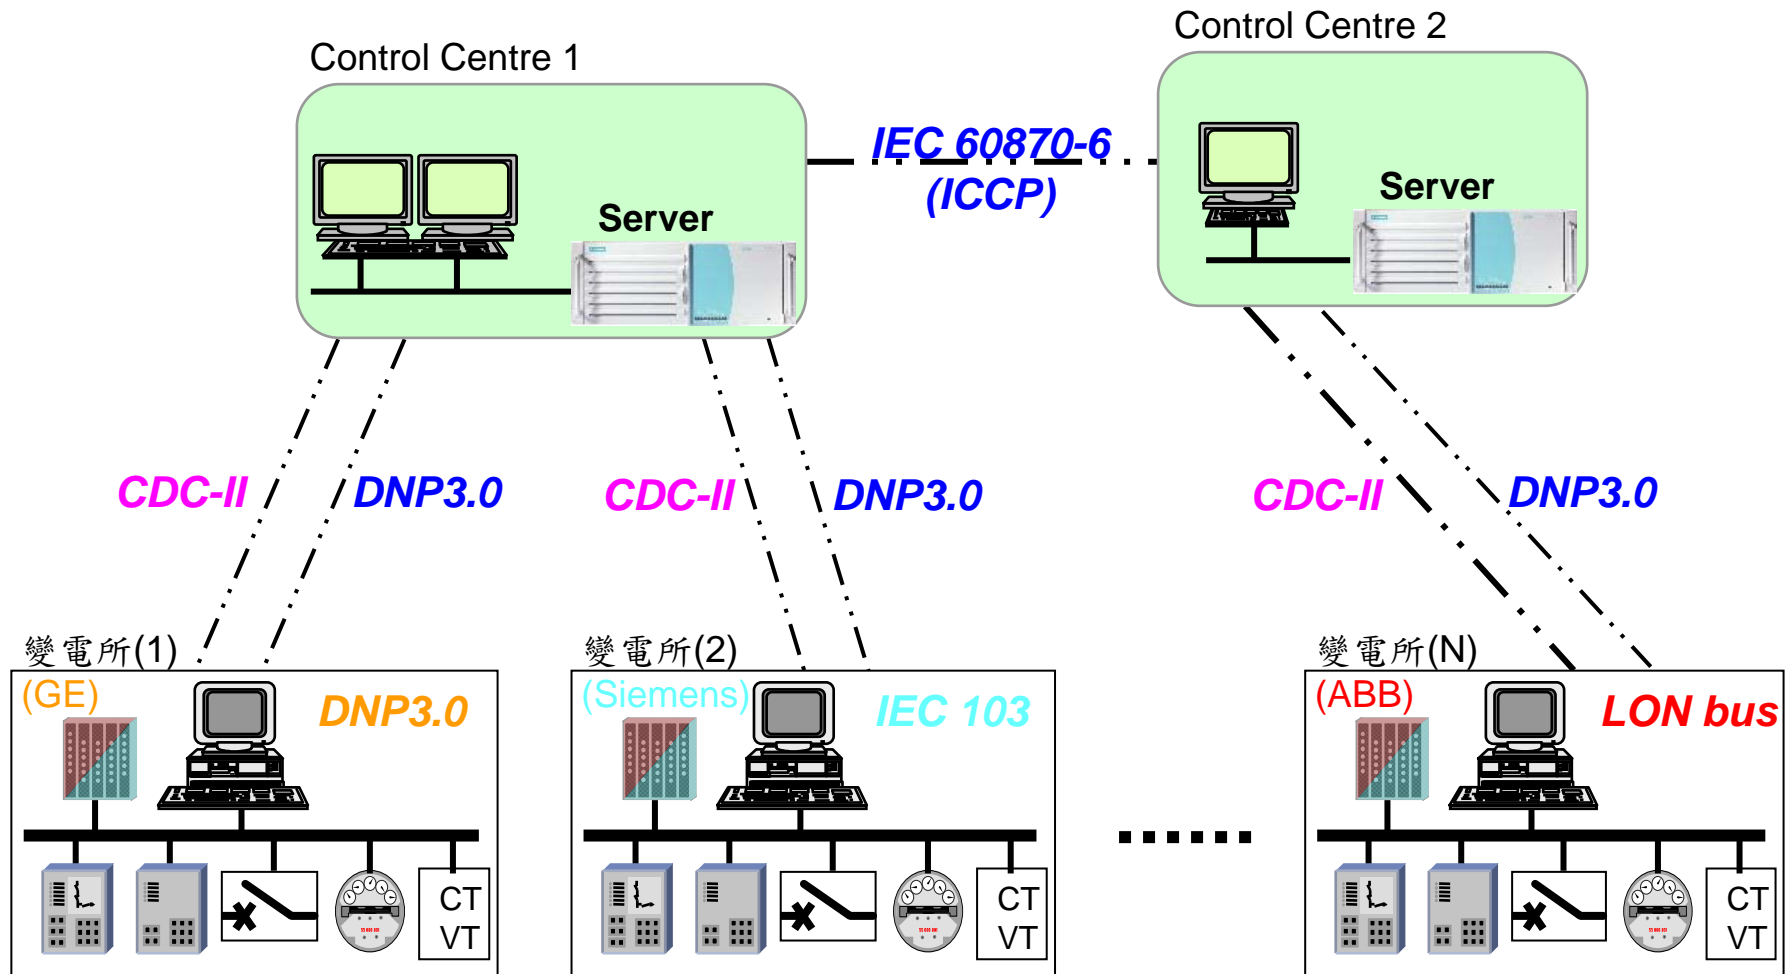 Control Centre 1
Control Centre 2
IEC 60870-6
(ICCP)
Server
Server
CDC-II
DNP3.0
CDC-II
DNP3.0
CDC-II
DNP3.0
變電所(1)
(GE)
DNP3.0
CT
VT
變電所(2)
(Siemens)
IEC 103
CT
VT
變電所(N)
(ABB)
LON bus
CT
VT